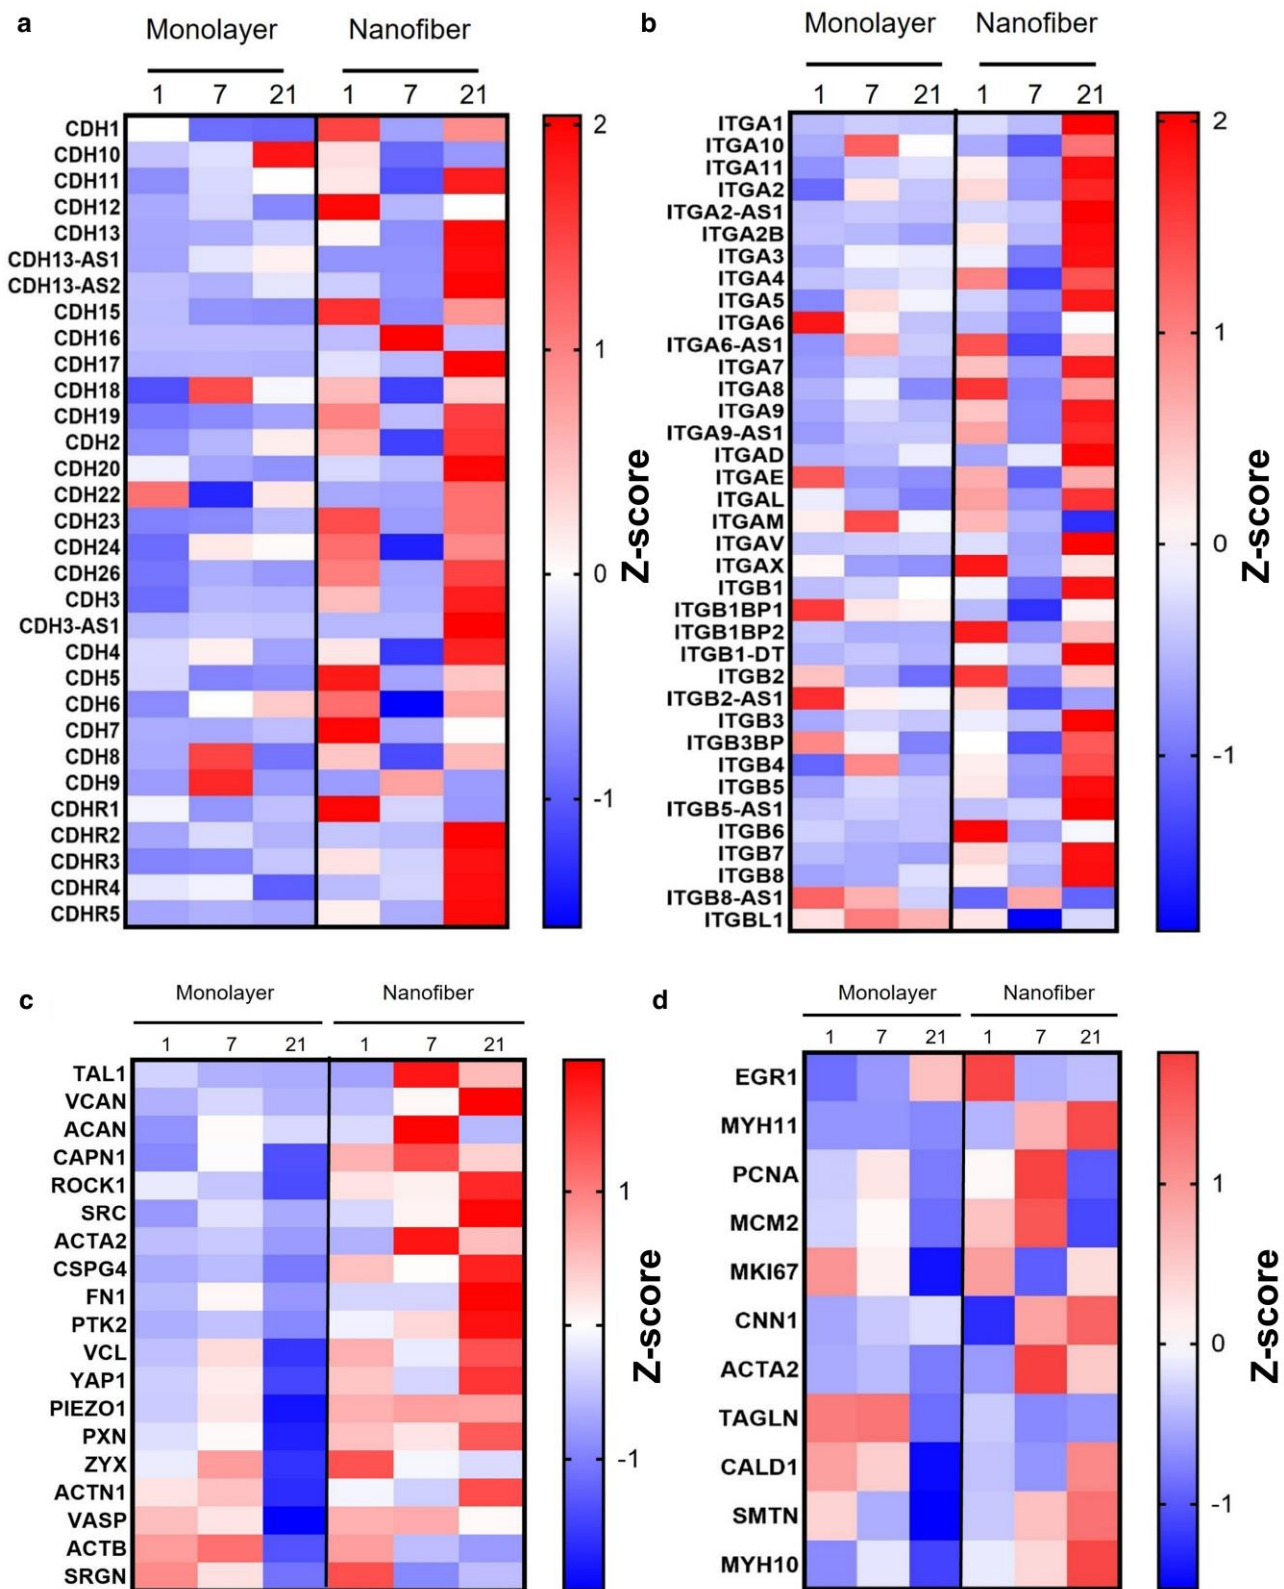 a
Monolayer Nanofiber
1 7 21 1 7 21
CDH1
CDH10
CDH11
CDH12
CDH13
CDH13-AS1
CDH13-AS2
CDH15
CDH16
CDH17
CDH18
CDH19
CDH2
CDH20
CDH22
CDH23
CDH24
CDH26
CDH3
CDH3-AS1
CDH4
CDH5
CDH6
CDH7
CDH8
CDH9
CDHR1
CDHR2
CDHR3
CDHR4
CDHR5
2
1
0
-1
Z-score
b
Monolayer Nanofiber
1 7 21 1 7 21
ITGA1
ITGA10
ITGA11
ITGA2
ITGA2-AS1
ITGA2B
ITGA3
ITGA4
ITGA5
ITGA6
ITGA6-AS1
ITGA7
ITGA8
ITGA9
ITGA9-AS1
ITGAD
ITGAE
ITGAL
ITGAM
ITGAV
ITGAX
ITGB1
ITGB1BP1
ITGB1BP2
ITGB1-DT
ITGB2
ITGB2-AS1
ITGB3
ITGB3BP
ITGB4
ITGB5
ITGB5-AS1
ITGB6
ITGB7
ITGB8
ITGB8-AS1
ITGBL1
2
1
0
-1
Z-score
c
Monolayer Nanofiber
1 7 21 1 7 21
TAL1
VCAN
ACAN
CAPN1
ROCK1
SRC
ACTA2
CSPG4
FN1
PTK2
VCL
YAP1
PIEZO1
PXN
ZYX
ACTN1
VASP
ACTB
SRGN
1
-1
Z-score
d
Monolayer Nanofiber
1 7 21 1 7 21
EGR1
MYH11
PCNA
MCM2
MKI67
CNN1
ACTA2
TAGLN
CALD1
SMTN
MYH10
1
0
-1
Z-score